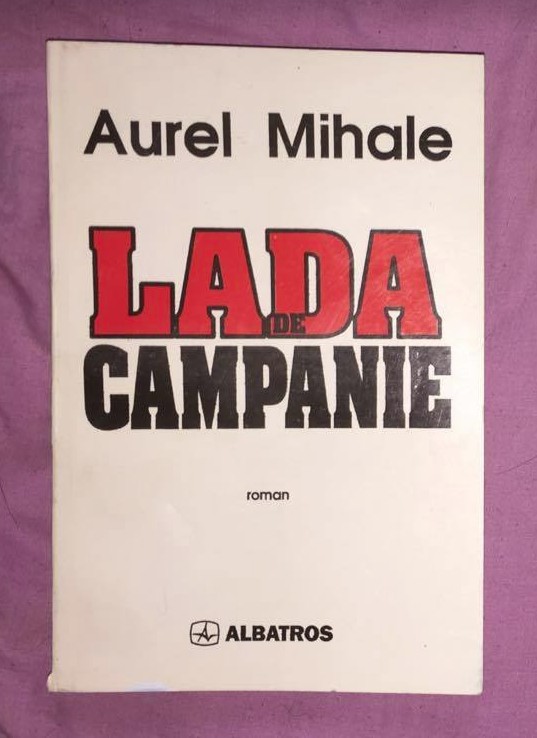 Aurel Mihale
LADA
DE
CAMPANIE
roman
ALBATROS